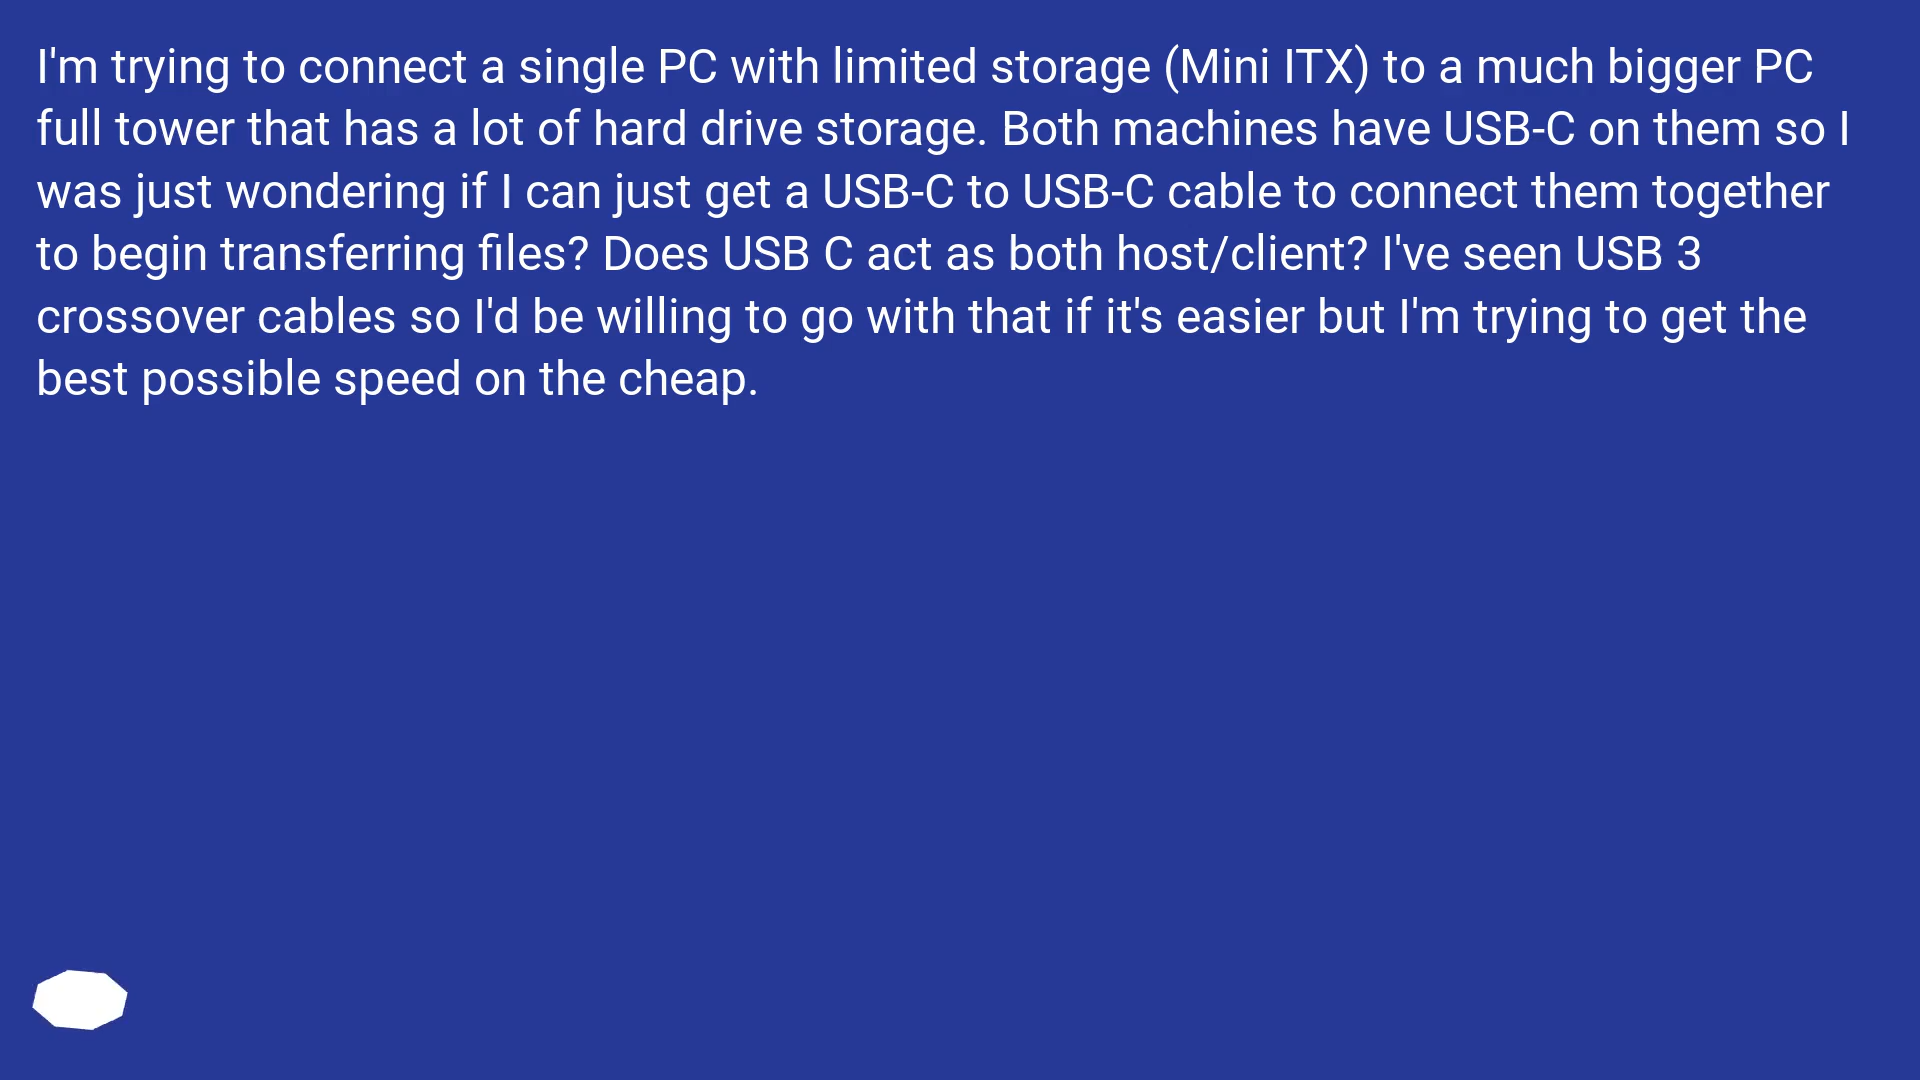 I'm trying to connect a single PC with limited storage (Mini ITX) to a much bigger PC
full tower that has a lot of hard drive storage. Both machines have USB-C on them so I
was just wondering if I can just get a USB-C to USB-C cable to connect them together
to begin transferring files? Does USB C act as both host/client? I've seen USB 3
crossover cables so I'd be willing to go with that if it's easier but I'm trying to get the
best possible speed on the cheap.